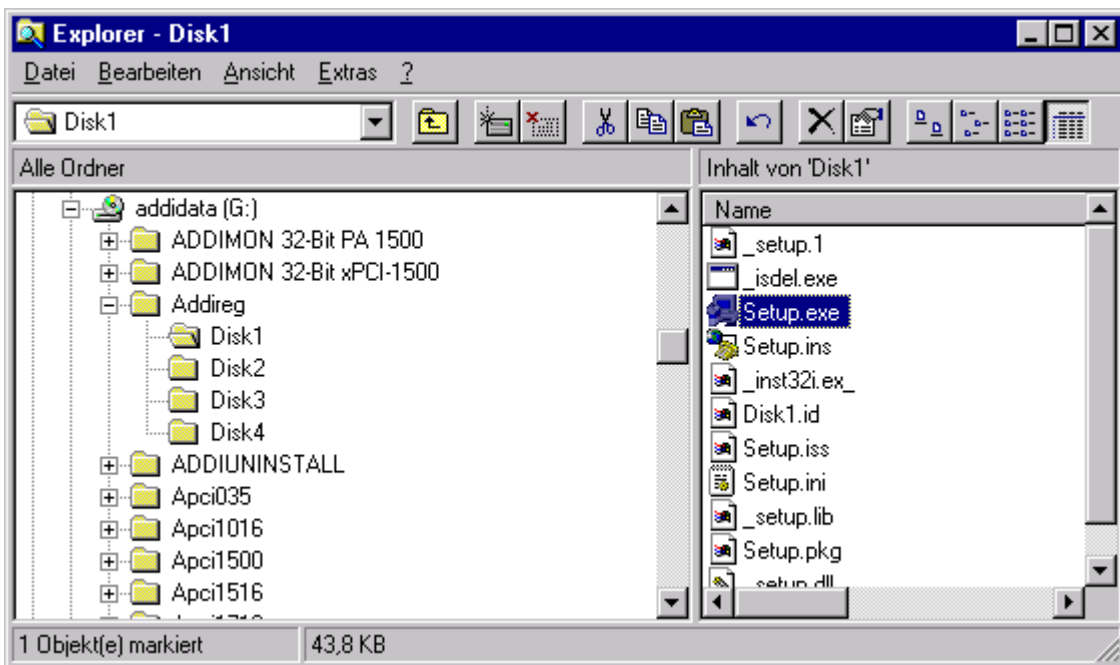 Explorer - Disk1
Datei Bearbeiten Ansicht Extras ?
Disk1
Alle Ordner
Inhalt von 'Disk1'
addidata (G:)
ADDIMON 32-Bit PA 1500
ADDIMON 32-Bit xPCI-1500
Addireg
Disk1
Disk2
Disk3
Disk4
ADDIUNINSTALL
Apci035
Apci1016
Apci1500
Apci1516
Name
_setup.1
_isdel.exe
Setup.exe
Setup.ins
_inst32i.ex_
Disk1.id
Setup.iss
Setup.ini
_setup.lib
Setup.pkg
_setup.dll
1 Objekt(e) markiert
43,8 KB